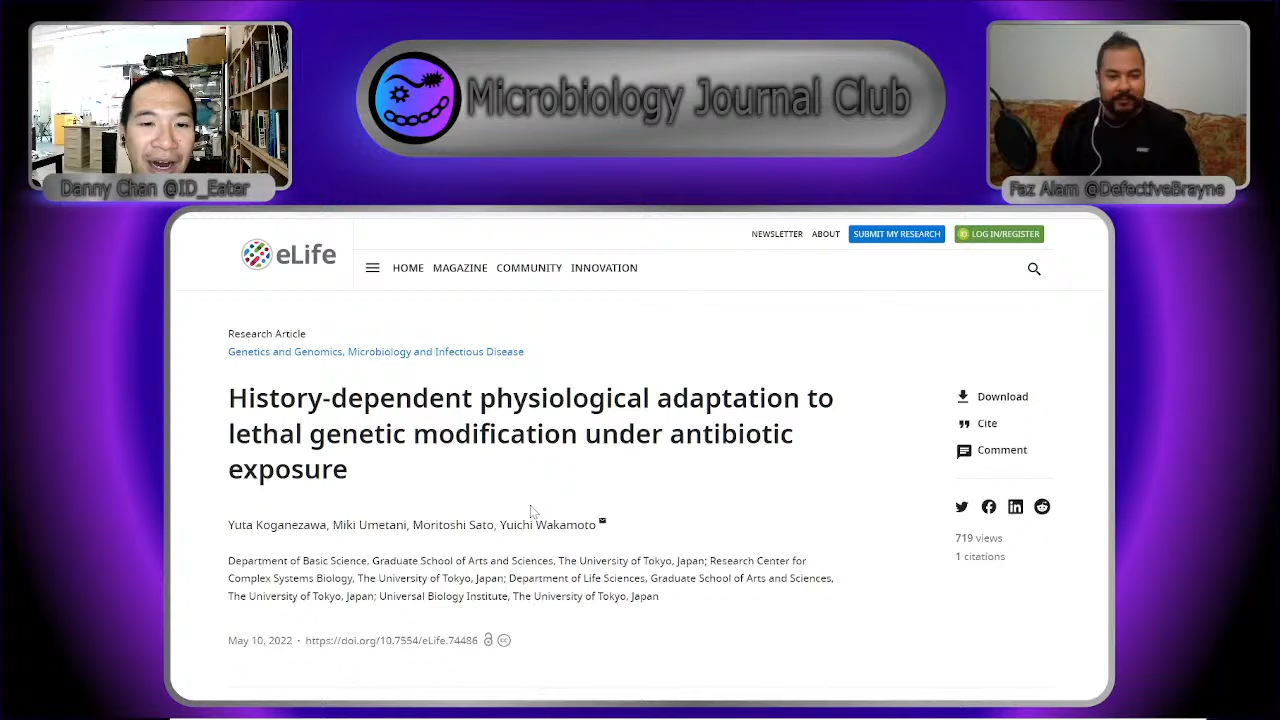 Microbiology Journal Club
Danny Chan @ID_Eater
Faz Alam @DefectiveBrayne
eLife
NEWSLETTER ABOUT SUBMIT MY RESEARCH LOG IN/REGISTER
HOME MAGAZINE COMMUNITY INNOVATION
Research Article
Genetics and Genomics, Microbiology and Infectious Disease
History-dependent physiological adaptation to
lethal genetic modification under antibiotic
exposure
Download
Cite
Comment
Yuta Koganezawa, Miki Umetani, Moritoshi Sato, Yuichi Wakamoto
719 views
1 citations
Department of Basic Science, Graduate School of Arts and Sciences, The University of Tokyo, Japan; Research Center for
Complex Systems Biology, The University of Tokyo, Japan; Department of Life Sciences, Graduate School of Arts and Sciences,
The University of Tokyo, Japan; Universal Biology Institute, The University of Tokyo, Japan
May 10, 2022 · https://doi.org/10.7554/eLife.74486